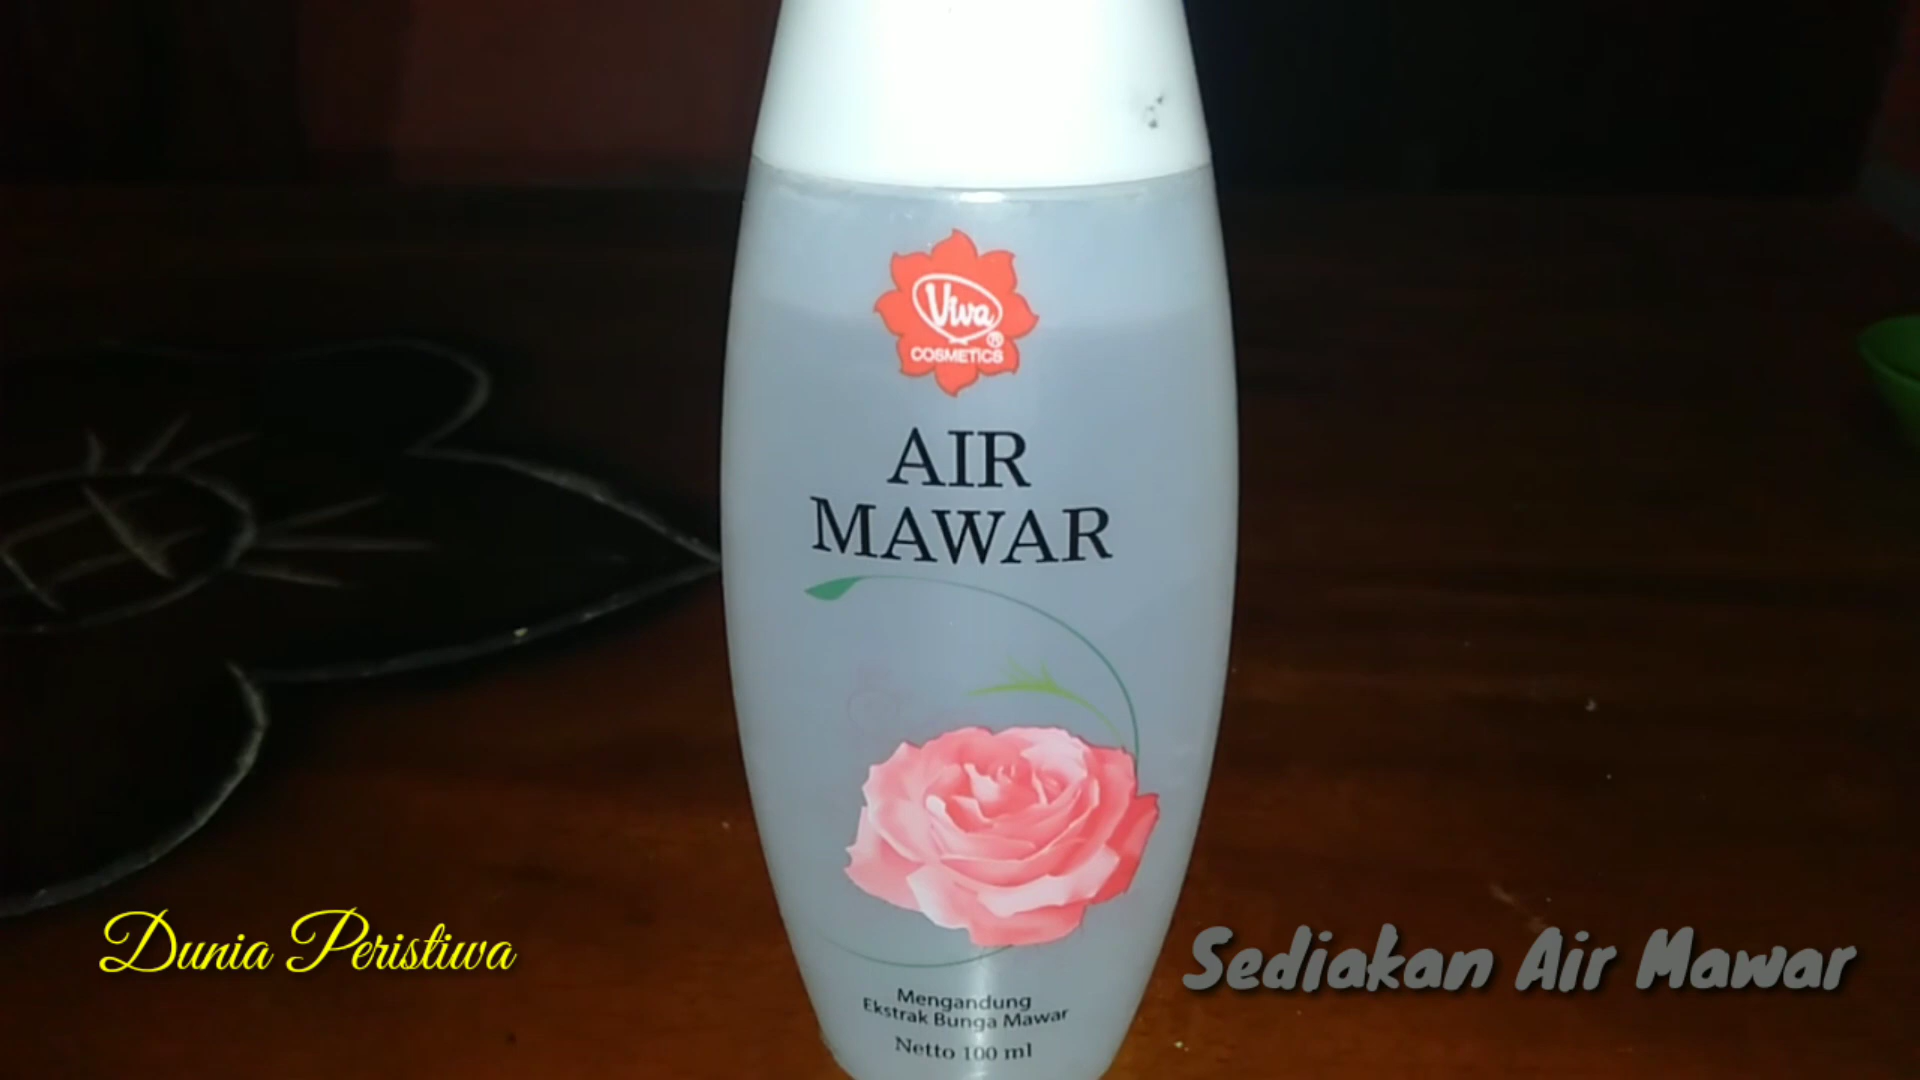 Viva
COSMETICS
AIR
MAWAR
Mengandung
Ekstrak Bunga Mawar
Netto 100 ml
Dunia Peristiwa
Sediakan Air Mawar